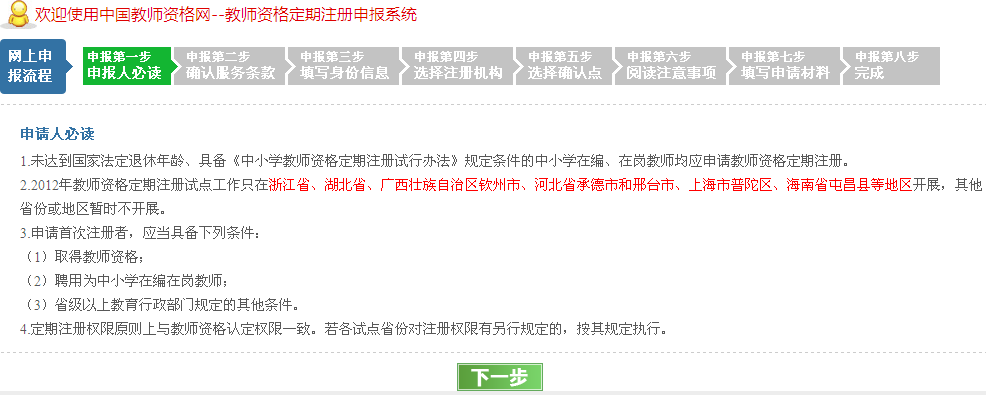 欢迎使用中国教师资格网--教师资格定期注册申报系统
网上申报流程
申报第一步 申报第二步 申报第三步 申报第四步 申报第五步 申报第六步 申报第七步 申报第八步
申报人必读 确认服务条款 填写身份信息 选择注册机构 选择确认点 阅读注意事项 填写申请材料 完成
申请人必读
1.未达到国家法定退休年龄、具备《中小学教师资格定期注册试行办法》规定条件的中小学在编、在岗教师均应申请教师资格定期注册。
2.2012年教师资格定期注册试点工作只在浙江省、湖北省、广西壮族自治区钦州市、河北省承德市和邢台市、上海市普陀区、海南省屯昌县等地区开展，其他
省份或地区暂时不开展。
3.申请首次注册者，应当具备下列条件：
（1）取得教师资格；
（2）聘用为中小学在编在岗教师；
（3）省级以上教育行政部门规定的其他条件。
4.定期注册权限原则上与教师资格认定权限一致。若各试点省份对注册权限有另行规定的，按其规定执行。
下一步